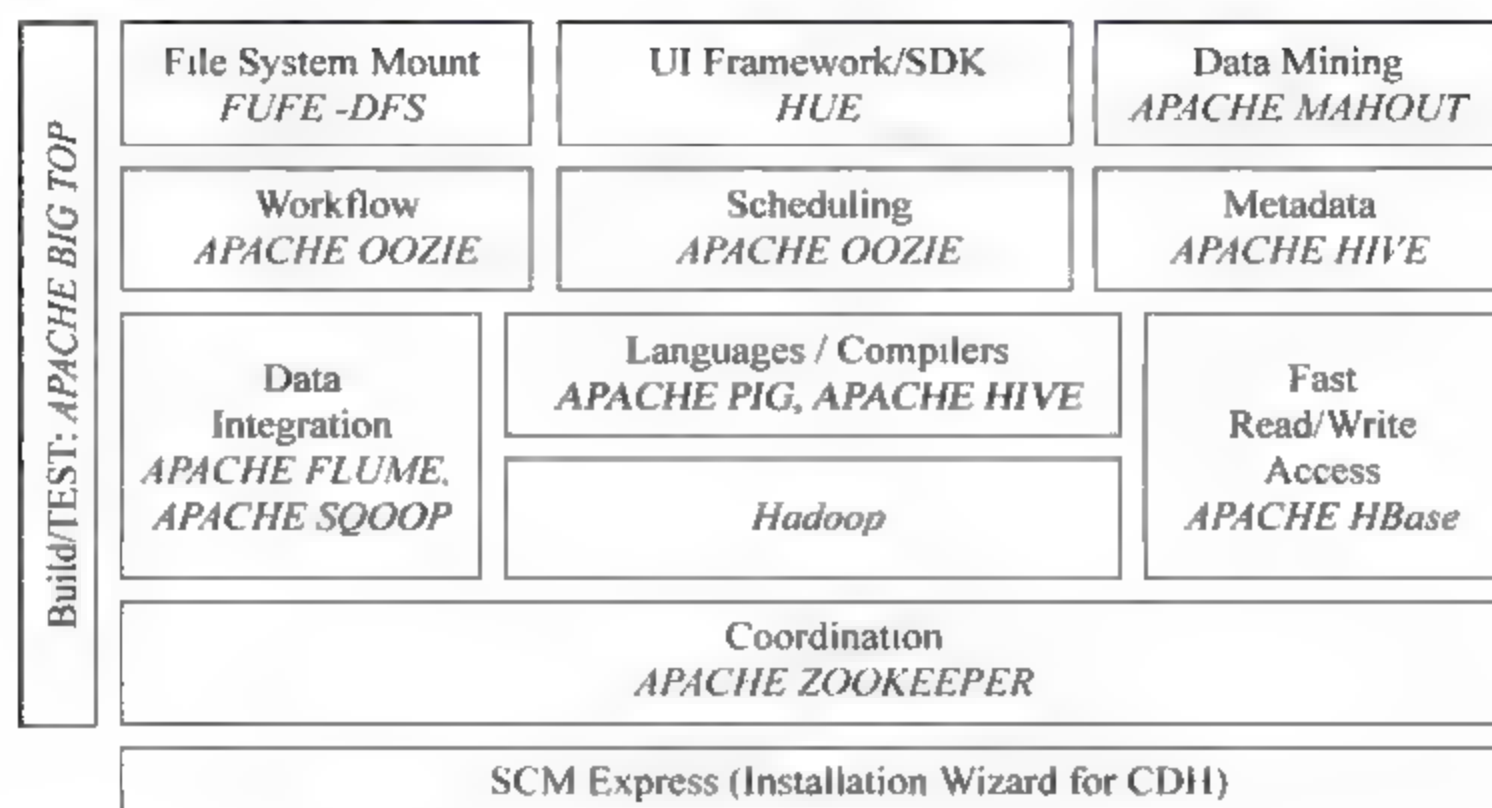 Build/TEST: APACHE BIG TOP
File System Mount
FUFE -DFS
UI Framework/SDK
HUE
Data Mining
APACHE MAHOUT
Workflow
APACHE OOZIE
Scheduling
APACHE OOZIE
Metadata
APACHE HIVE
Data
Integration
APACHE FLUME,
APACHE SQOOP
Languages / Compilers
APACHE PIG, APACHE HIVE
Hadoop
Fast
Read/Write
Access
APACHE HBase
Coordination
APACHE ZOOKEEPER
SCM Express (Installation Wizard for CDH)